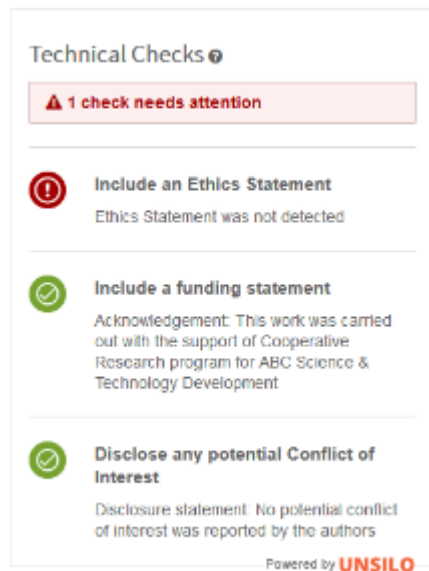 Technical Checks
1 check needs attention
Include an Ethics Statement
Ethics Statement was not detected
Include a funding statement
Acknowledgement: This work was carried
out with the support of Cooperative
Research program for ABC Science &
Technology Development
Disclose any potential Conflict of
Interest
Disclosure statement: No potential conflict
of interest was reported by the authors
Powered by UNSILO